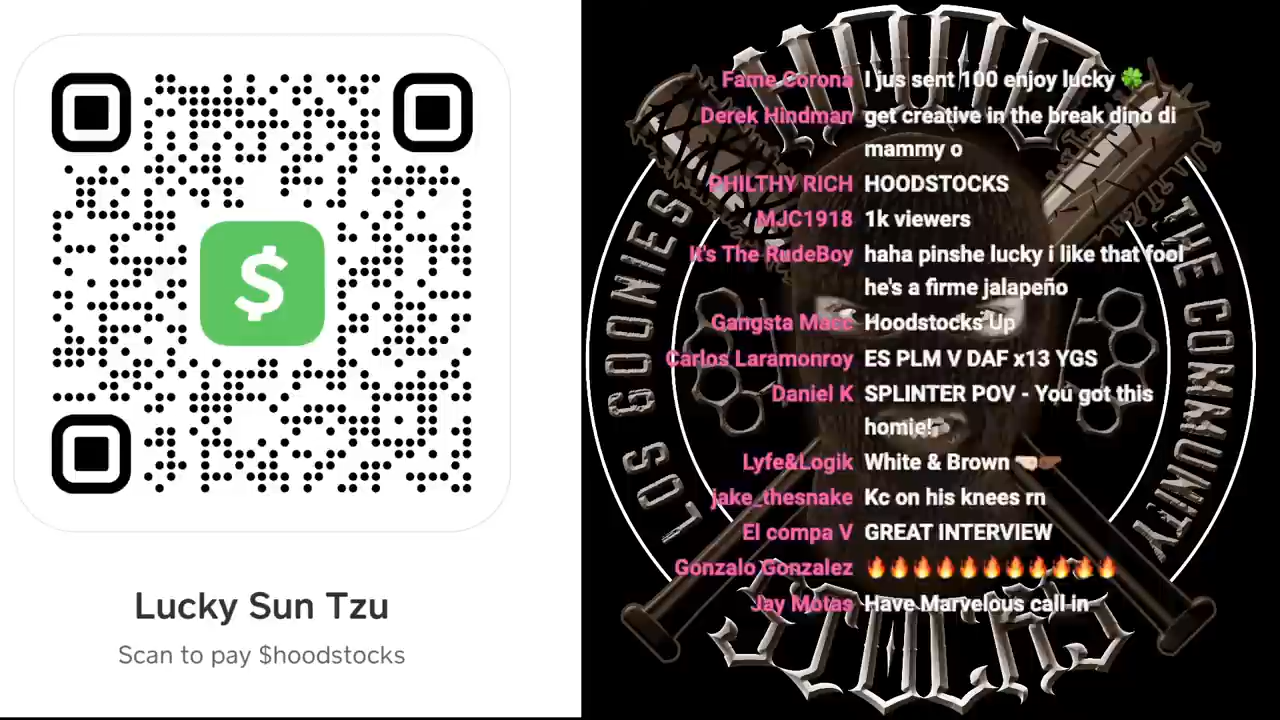 Lucky Sun Tzu
Scan to pay $hoodstocks
HOOD
LOS GOONIES
THE COMMUNITY
Fame Corona I jus sent 100 enjoy lucky 🍀
Derek Hindman get creative in the break dino di
mammy o
PHILTHY RICH HOODSTOCKS
MJC1918 1k viewers
It's The RudeBoy haha pinshe lucky i like that fool
he's a firme jalapeño
Gangsta Macc Hoodstocks Up
Carlos Laramonroy ES PLM V DAF x13 YGS
Daniel K SPLINTER POV - You got this
homie!
Lyfe&Logik White & Brown 🤜🏻🤛🏾
jake_thesnake Kc on his knees rn
El compa V GREAT INTERVIEW
Gonzalo Gonzalez 🔥🔥🔥🔥🔥🔥🔥🔥🔥🔥🔥
Jay Motas Have Marvelous call in
STOCKS